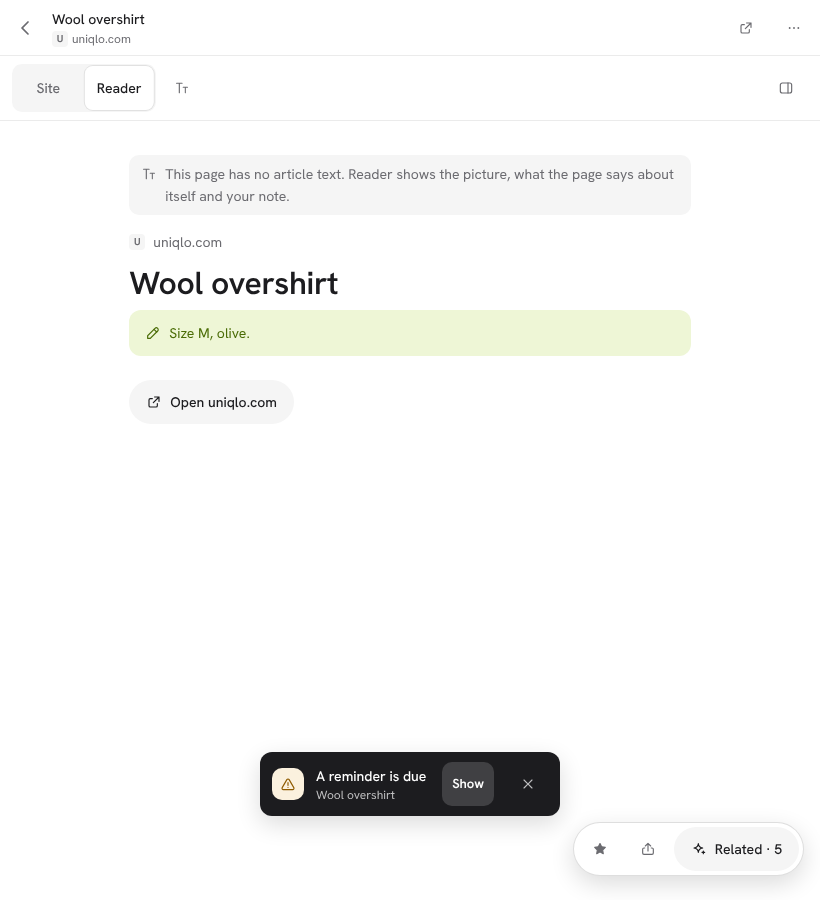 Wool overshirt
U uniqlo.com
Site
Reader
Tт
Tт This page has no article text. Reader shows the picture, what the page says about
itself and your note.
U uniqlo.com
Wool overshirt
Size M, olive.
Open uniqlo.com
A reminder is due
Wool overshirt
Show
Related · 5